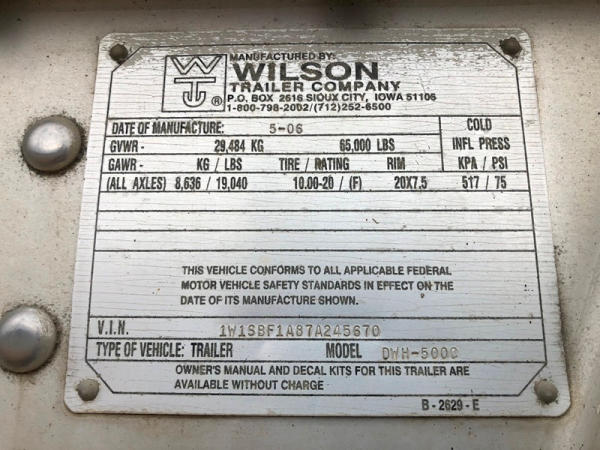 MANUFACTURED BY:
WT ® WILSON
TRAILER COMPANY
P.O. BOX 2616 SIOUX CITY, IOWA 51106
1-800-798-2002/(712)252-6500
DATE OF MANUFACTURE: 5-06 COLD
GVWR- 29,484 KG 65,000 LBS INFL PRESS
GAWR- KG / LBS TIRE / RATING RIM KPA / PSI
(ALL AXLES) 8,636 / 19,040 10.00-20 / (F) 20X7.5 517 / 75
THIS VEHICLE CONFORMS TO ALL APPLICABLE FEDERAL
MOTOR VEHICLE SAFETY STANDARDS IN EFFECT ON THE
DATE OF ITS MANUFACTURE SHOWN.
V.I.N. 1W1SBF1A87A245670
TYPE OF VEHICLE: TRAILER MODEL DWH-500C
OWNER'S MANUAL AND DECAL KITS FOR THIS TRAILER ARE
AVAILABLE WITHOUT CHARGE
B-2629-E